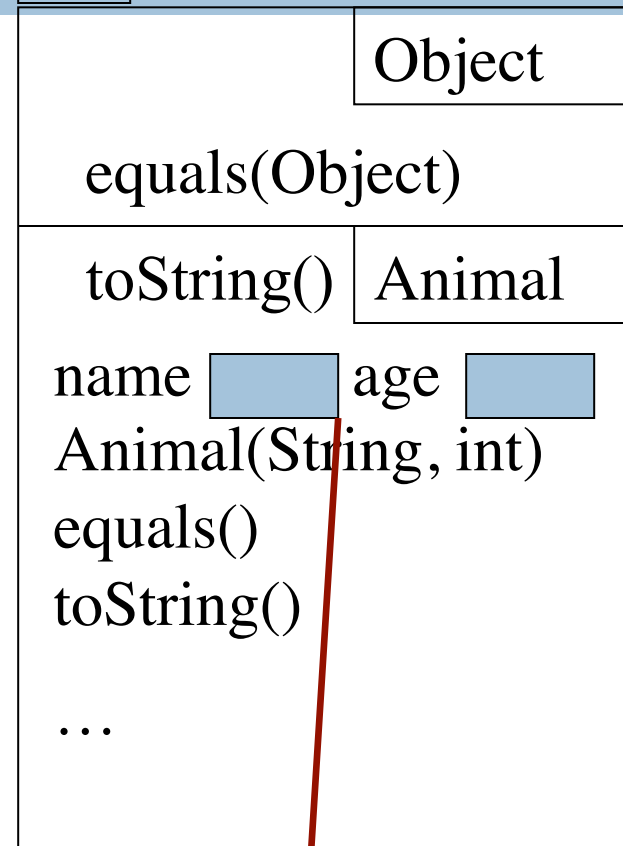 Object
equals(Object)
toString() Animal
name age
Animal(String, int)
equals()
toString()
…